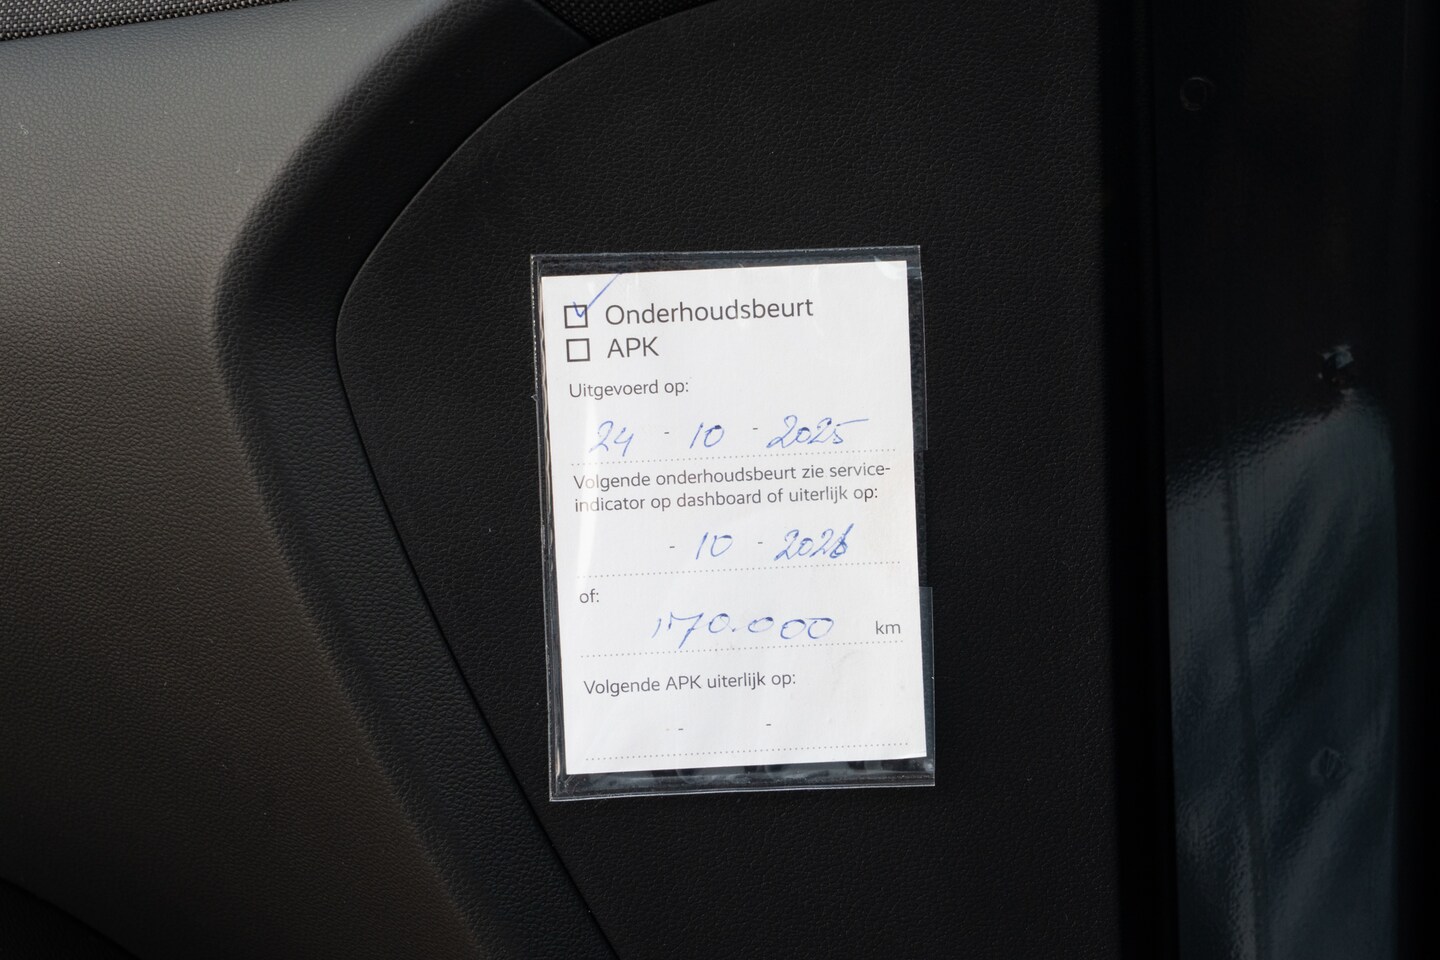 Onderhoudsbeurt
APK
Uitgevoerd op:
24 - 10 - 2025
Volgende onderhoudsbeurt zie service-
indicator op dashboard of uiterlijk op:
- 10 - 2026
of:
170.000 km
Volgende APK uiterlijk op:
- -